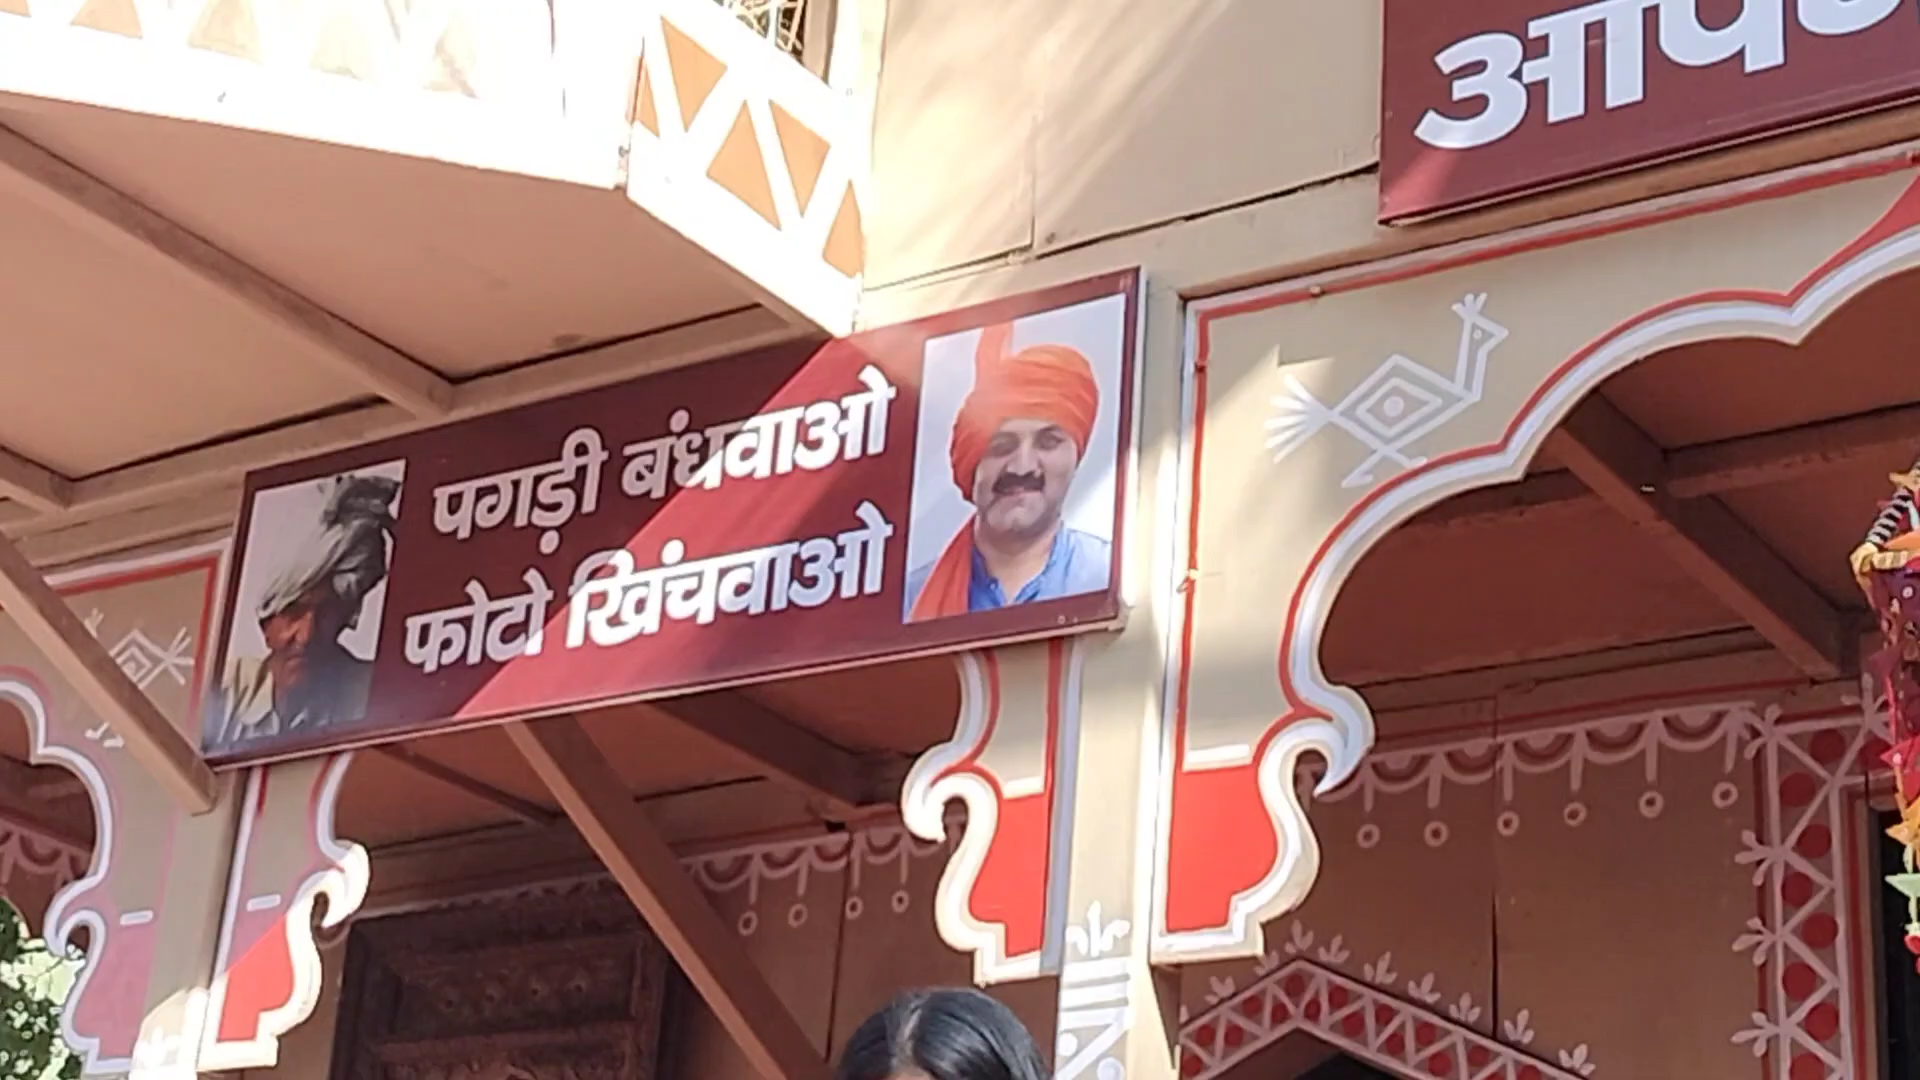 पगड़ी बंधवाओ
फोटो खिंचवाओ